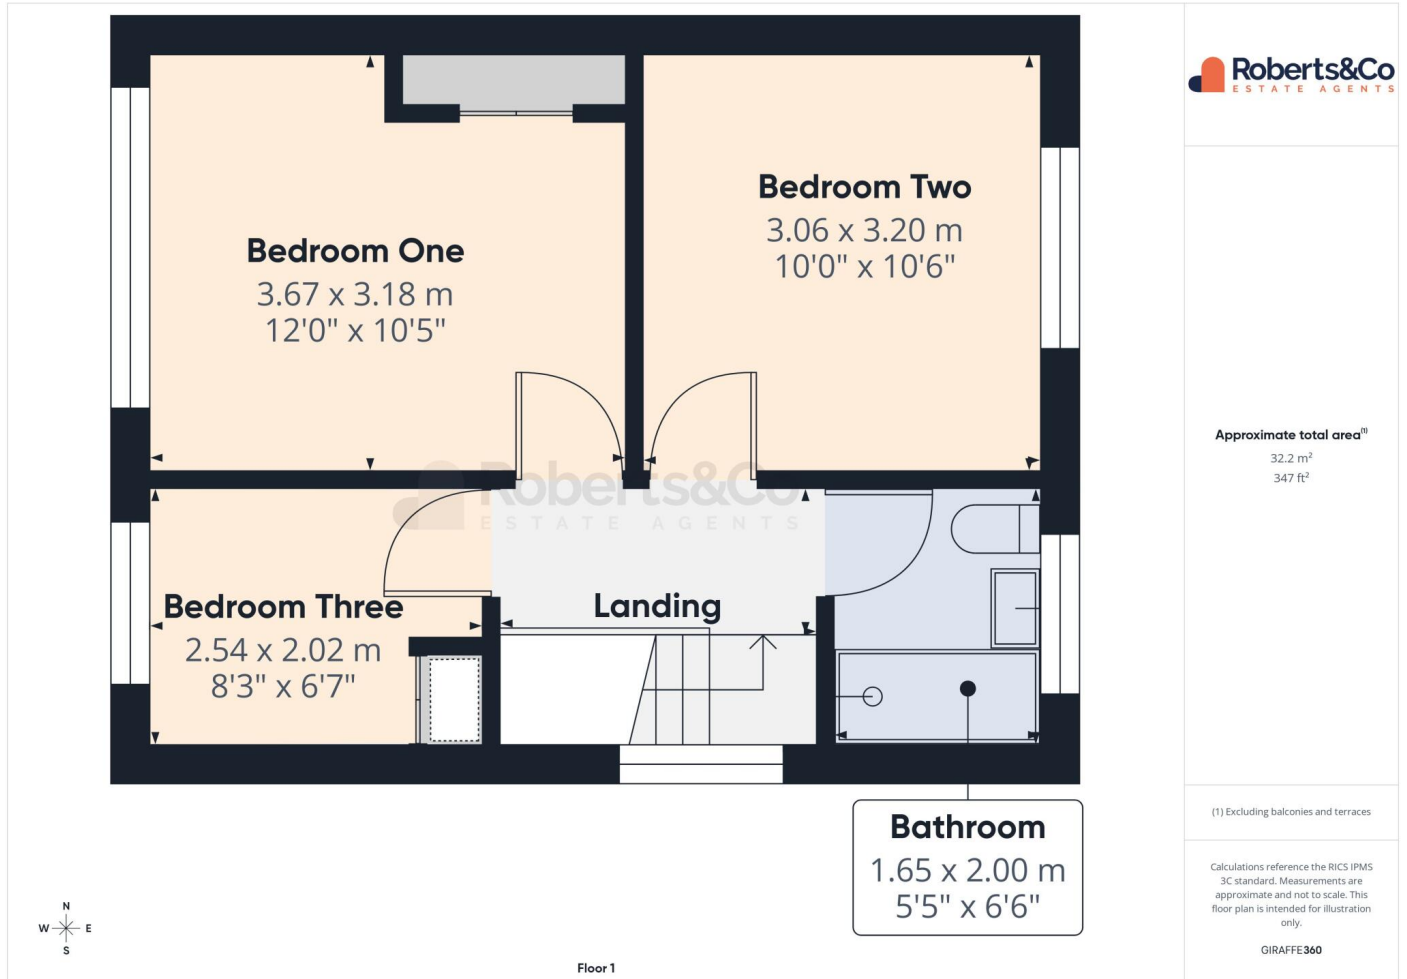 Roberts&Co
ESTATE AGENTS
Bedroom One
3.67 x 3.18 m
12'0" x 10'5"
Bedroom Two
3.06 x 3.20 m
10'0" x 10'6"
Roberts&Co
ESTATE AGENTS
Bedroom Three
2.54 x 2.02 m
8'3" x 6'7"
Landing
Bathroom
1.65 x 2.00 m
5'5" x 6'6"
N
W E
S
Floor 1
Approximate total area(1)
32.2 m²
347 ft²
(1) Excluding balconies and terraces
Calculations reference the RICS IPMS
3C standard. Measurements are
approximate and not to scale. This
floor plan is intended for illustration
only.
GIRAFFE360